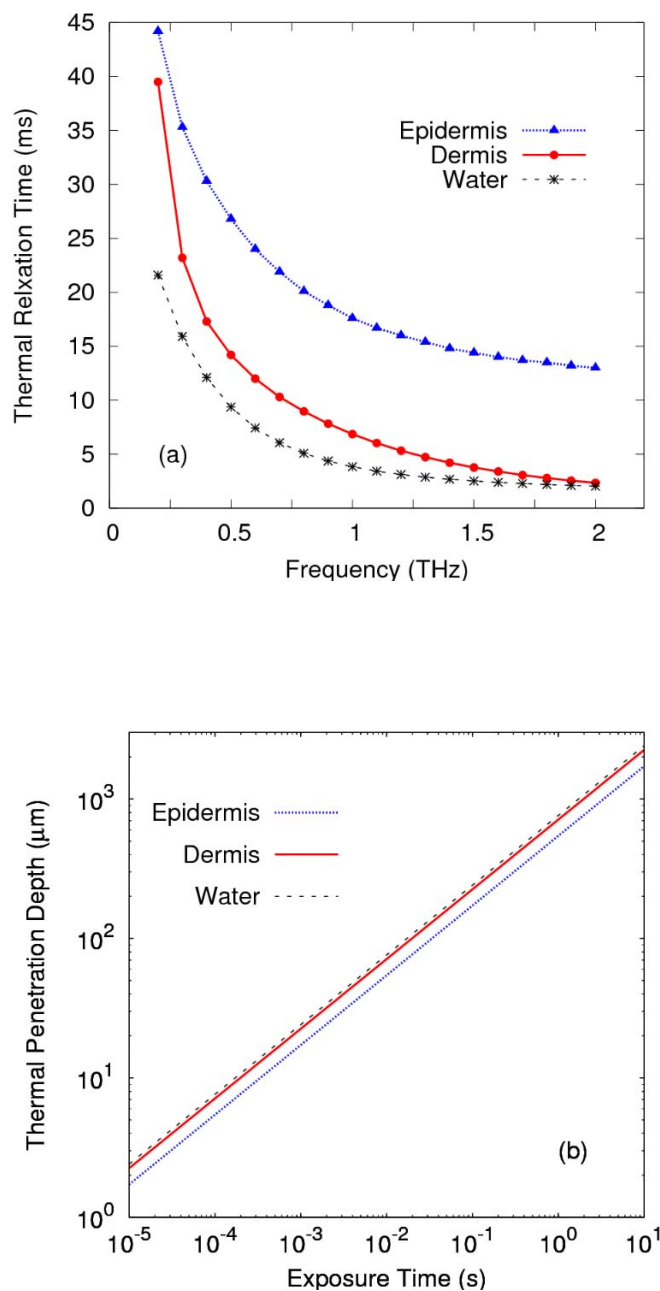 45
40
35
30
25
20
15
10
5
0
Thermal Relxation Time (ms)
Epidermis
Dermis
Water
(a)
0 0.5 1 1.5 2
Frequency (THz)
10³
10²
10¹
10⁰
Thermal Penetration Depth (μm)
Epidermis
Dermis
Water
(b)
10⁻⁵ 10⁻⁴ 10⁻³ 10⁻² 10⁻¹ 10⁰ 10¹
Exposure Time (s)